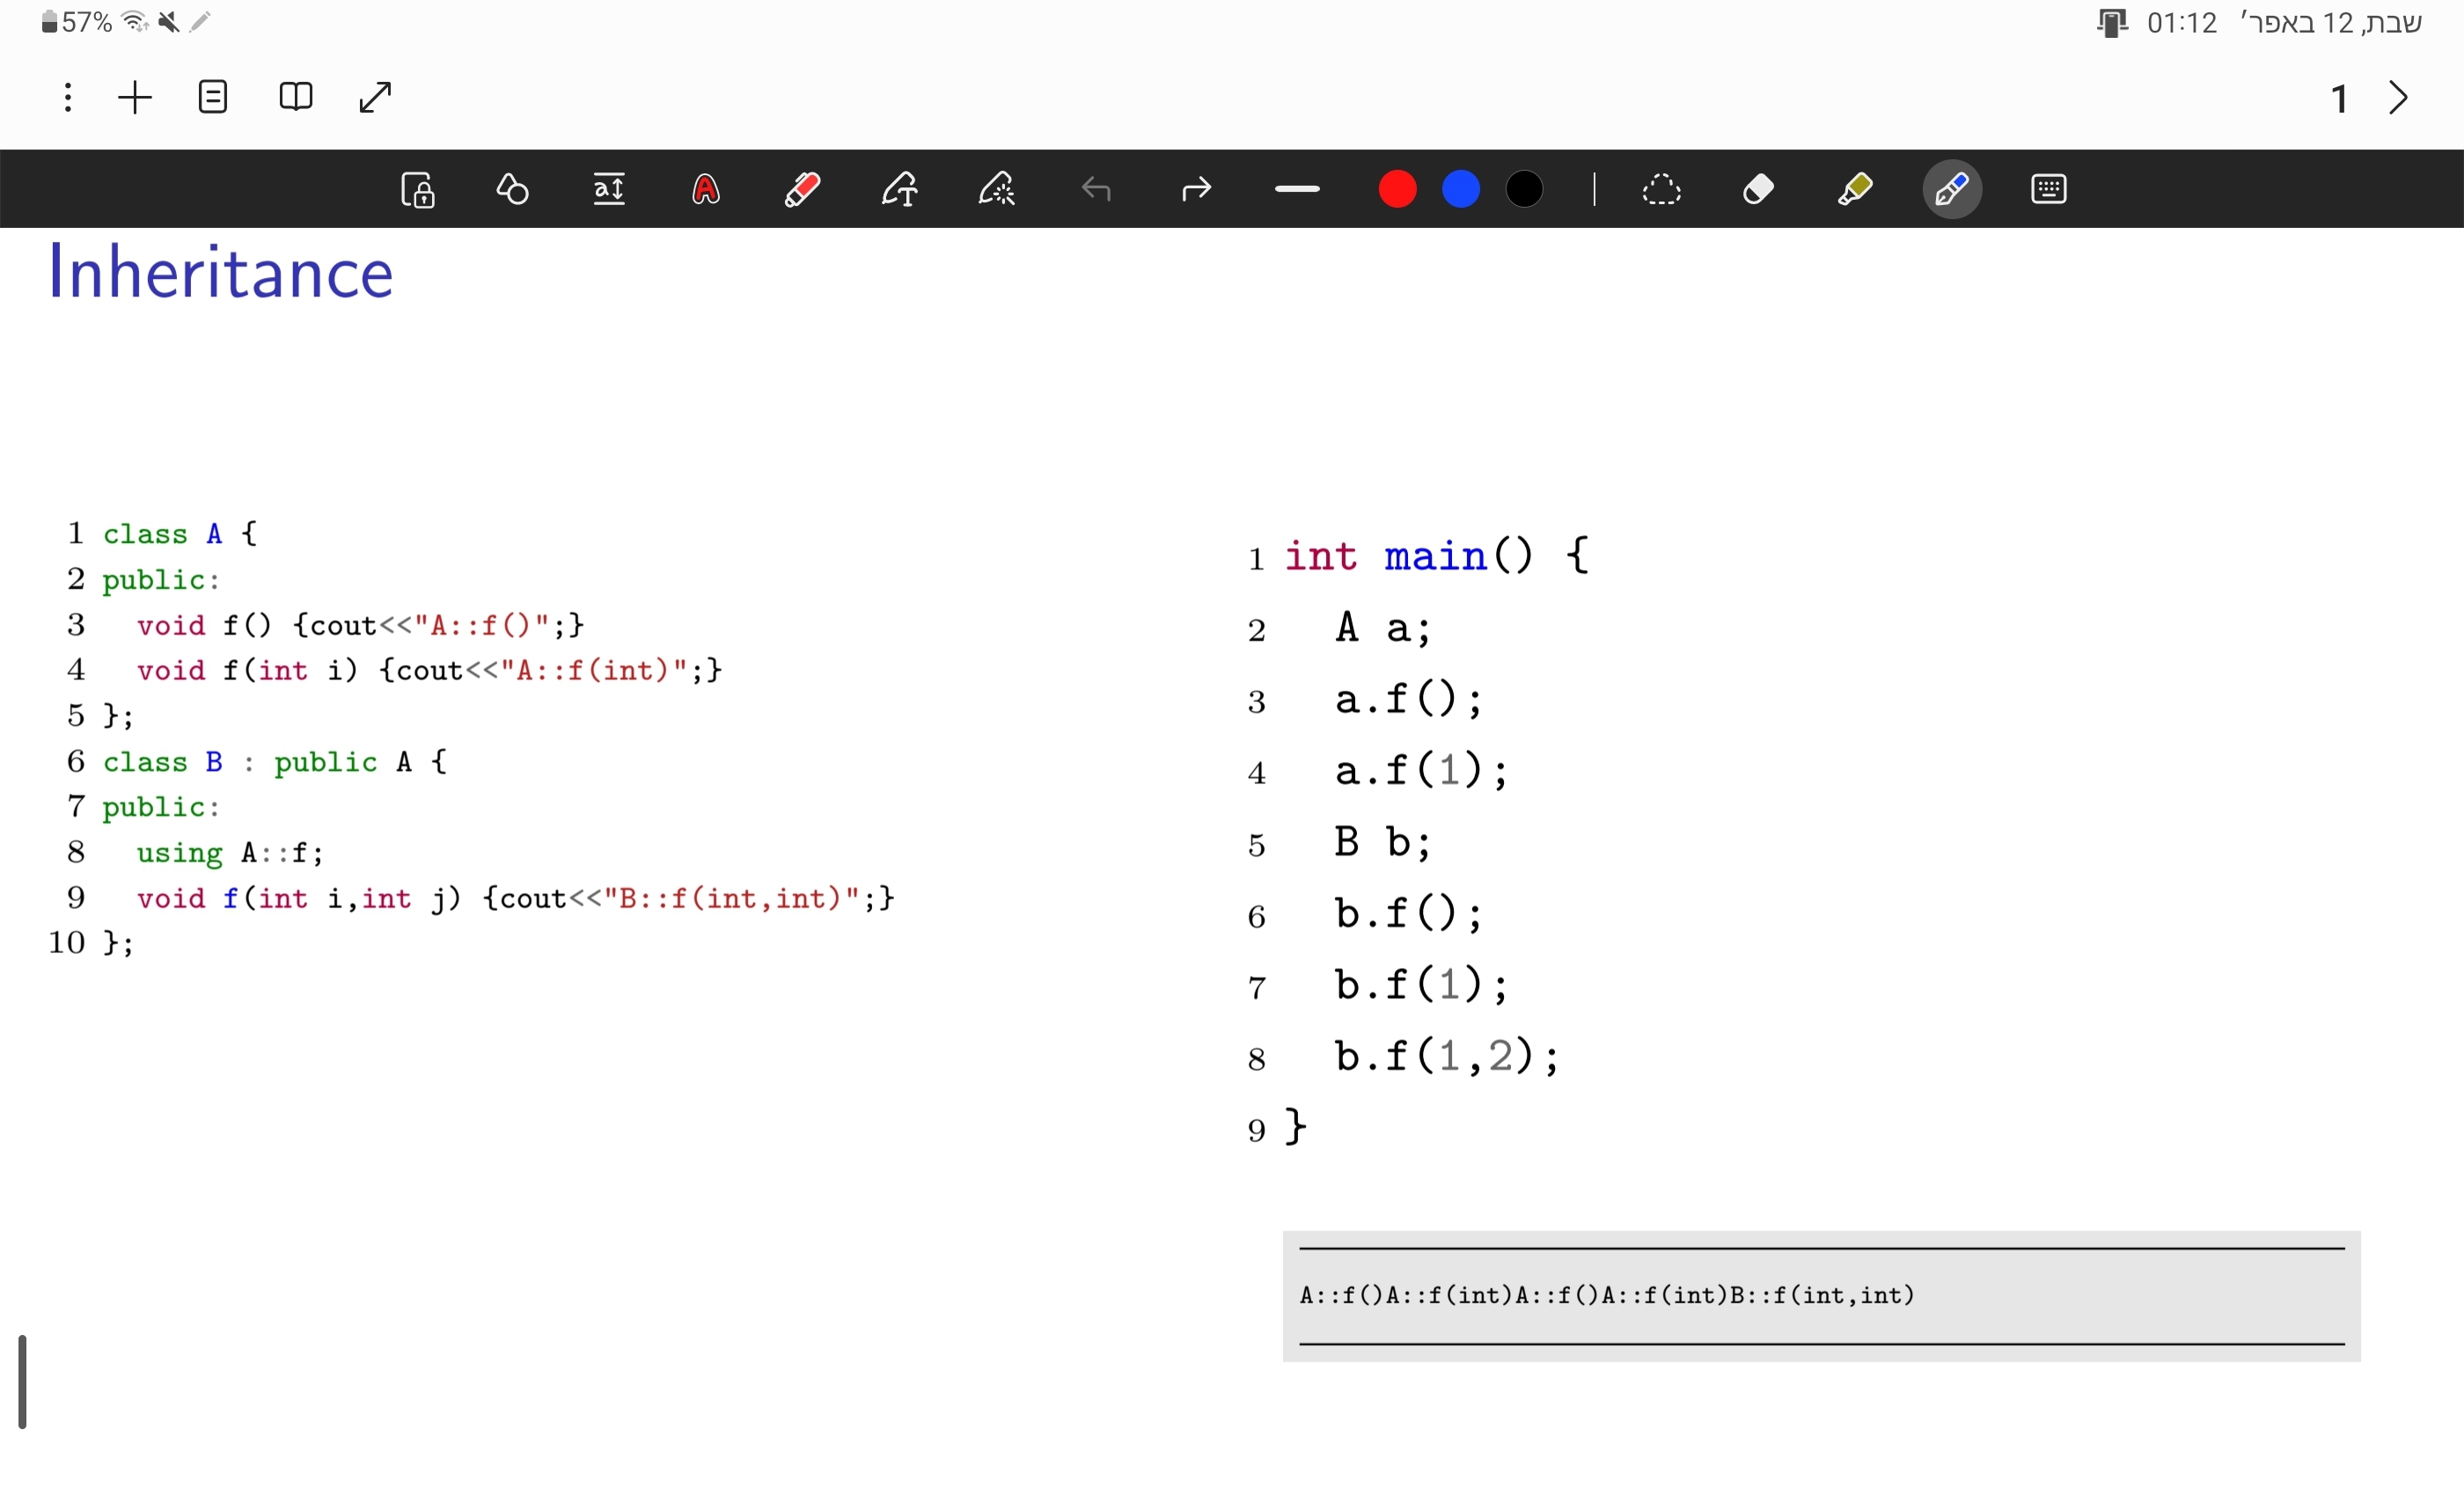 57%
שבת, 12 באפר׳ 01:12
1
Inheritance
1 class A {
2 public:
3   void f() {cout<<"A::f()";}
4   void f(int i) {cout<<"A::f(int)";}
5 };
6 class B : public A {
7 public:
8   using A::f;
9   void f(int i,int j) {cout<<"B::f(int,int)";}
10 };
1 int main() {
2   A a;
3   a.f();
4   a.f(1);
5   B b;
6   b.f();
7   b.f(1);
8   b.f(1,2);
9 }
A::f()A::f(int)A::f()A::f(int)B::f(int,int)